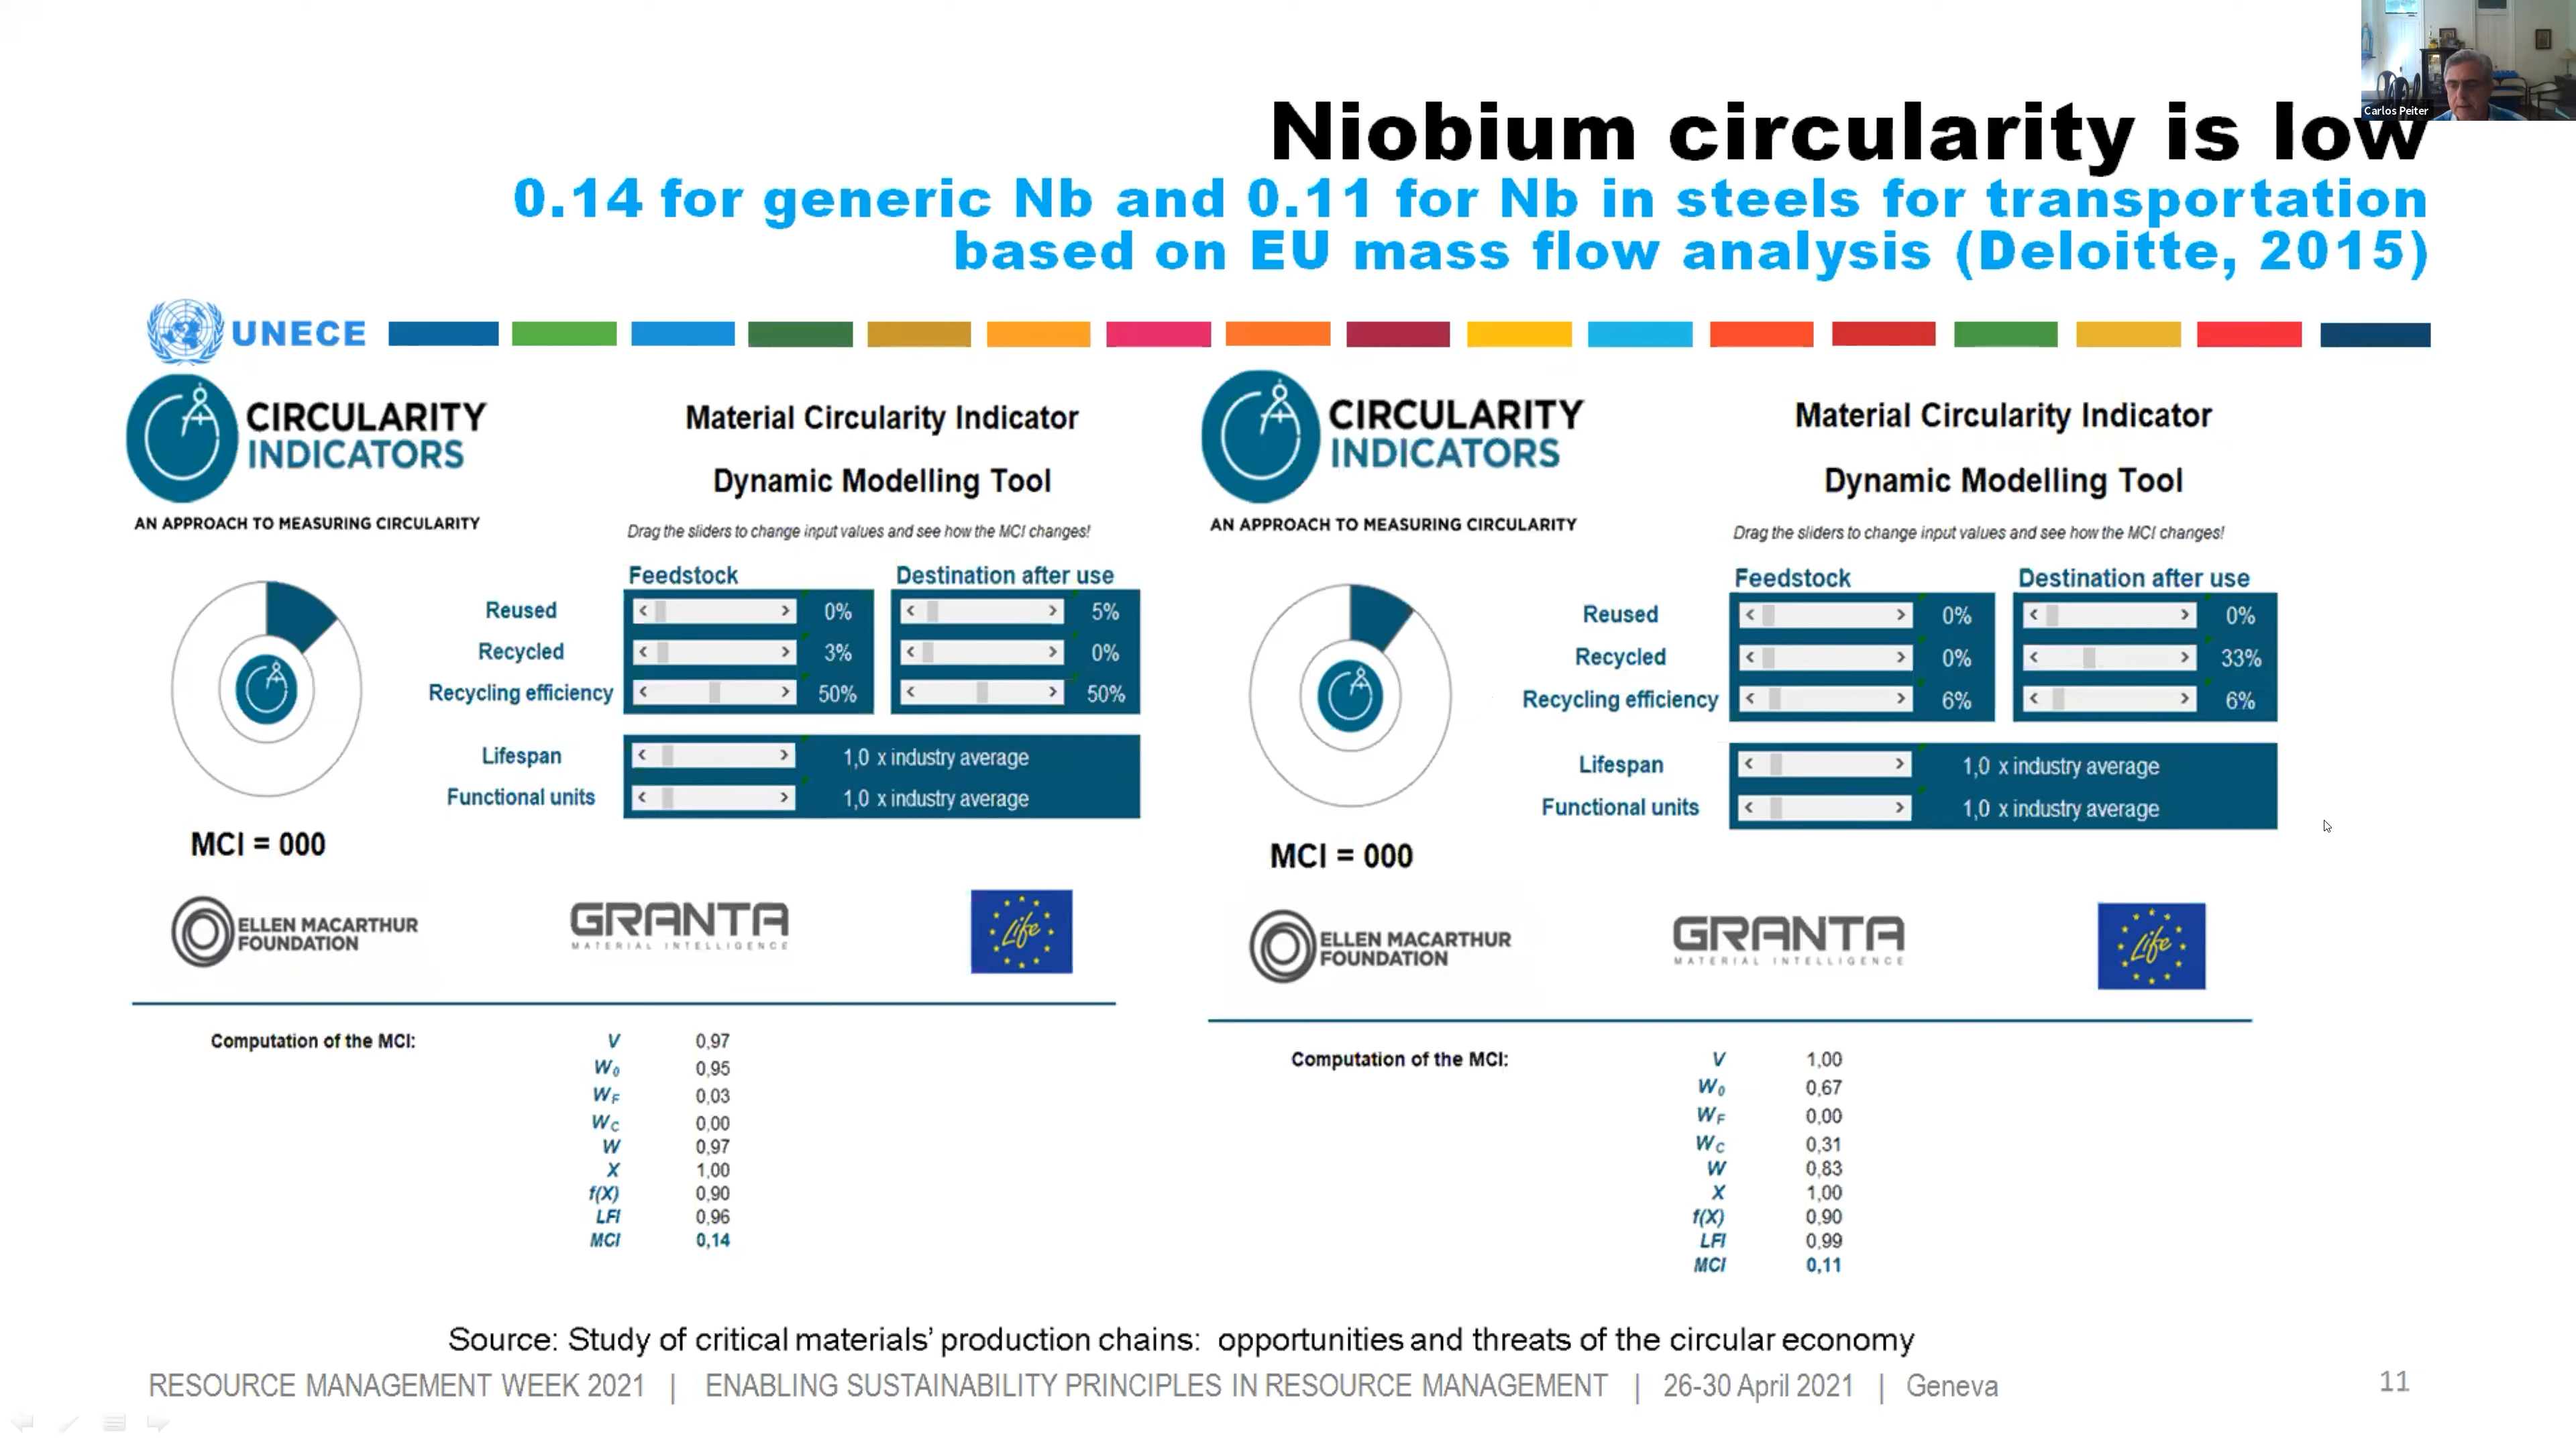 Carlos Peiter
Niobium circularity is low
0.14 for generic Nb and 0.11 for Nb in steels for transportation
based on EU mass flow analysis (Deloitte, 2015)
UNECE
CIRCULARITY
INDICATORS
AN APPROACH TO MEASURING CIRCULARITY
Material Circularity Indicator
Dynamic Modelling Tool
Drag the sliders to change input values and see how the MCI changes!
Feedstock Destination after use
Reused 0% 5%
Recycled 3% 0%
Recycling efficiency 50% 50%
Lifespan 1,0 x industry average
Functional units 1,0 x industry average
MCI = 000
ELLEN MACARTHUR
FOUNDATION
GRANTA
MATERIAL INTELLIGENCE
Life
Computation of the MCI:
V 0,97
W0 0,95
WF 0,03
WC 0,00
W 0,97
X 1,00
f(X) 0,90
LFI 0,96
MCI 0,14
CIRCULARITY
INDICATORS
AN APPROACH TO MEASURING CIRCULARITY
Material Circularity Indicator
Dynamic Modelling Tool
Drag the sliders to change input values and see how the MCI changes!
Feedstock Destination after use
Reused 0% 0%
Recycled 0% 33%
Recycling efficiency 6% 6%
Lifespan 1,0 x industry average
Functional units 1,0 x industry average
MCI = 000
ELLEN MACARTHUR
FOUNDATION
GRANTA
MATERIAL INTELLIGENCE
Life
Computation of the MCI:
V 1,00
W0 0,67
WF 0,00
WC 0,31
W 0,83
X 1,00
f(X) 0,90
LFI 0,99
MCI 0,11
Source: Study of critical materials’ production chains: opportunities and threats of the circular economy
RESOURCE MANAGEMENT WEEK 2021 | ENABLING SUSTAINABILITY PRINCIPLES IN RESOURCE MANAGEMENT | 26-30 April 2021 | Geneva
11